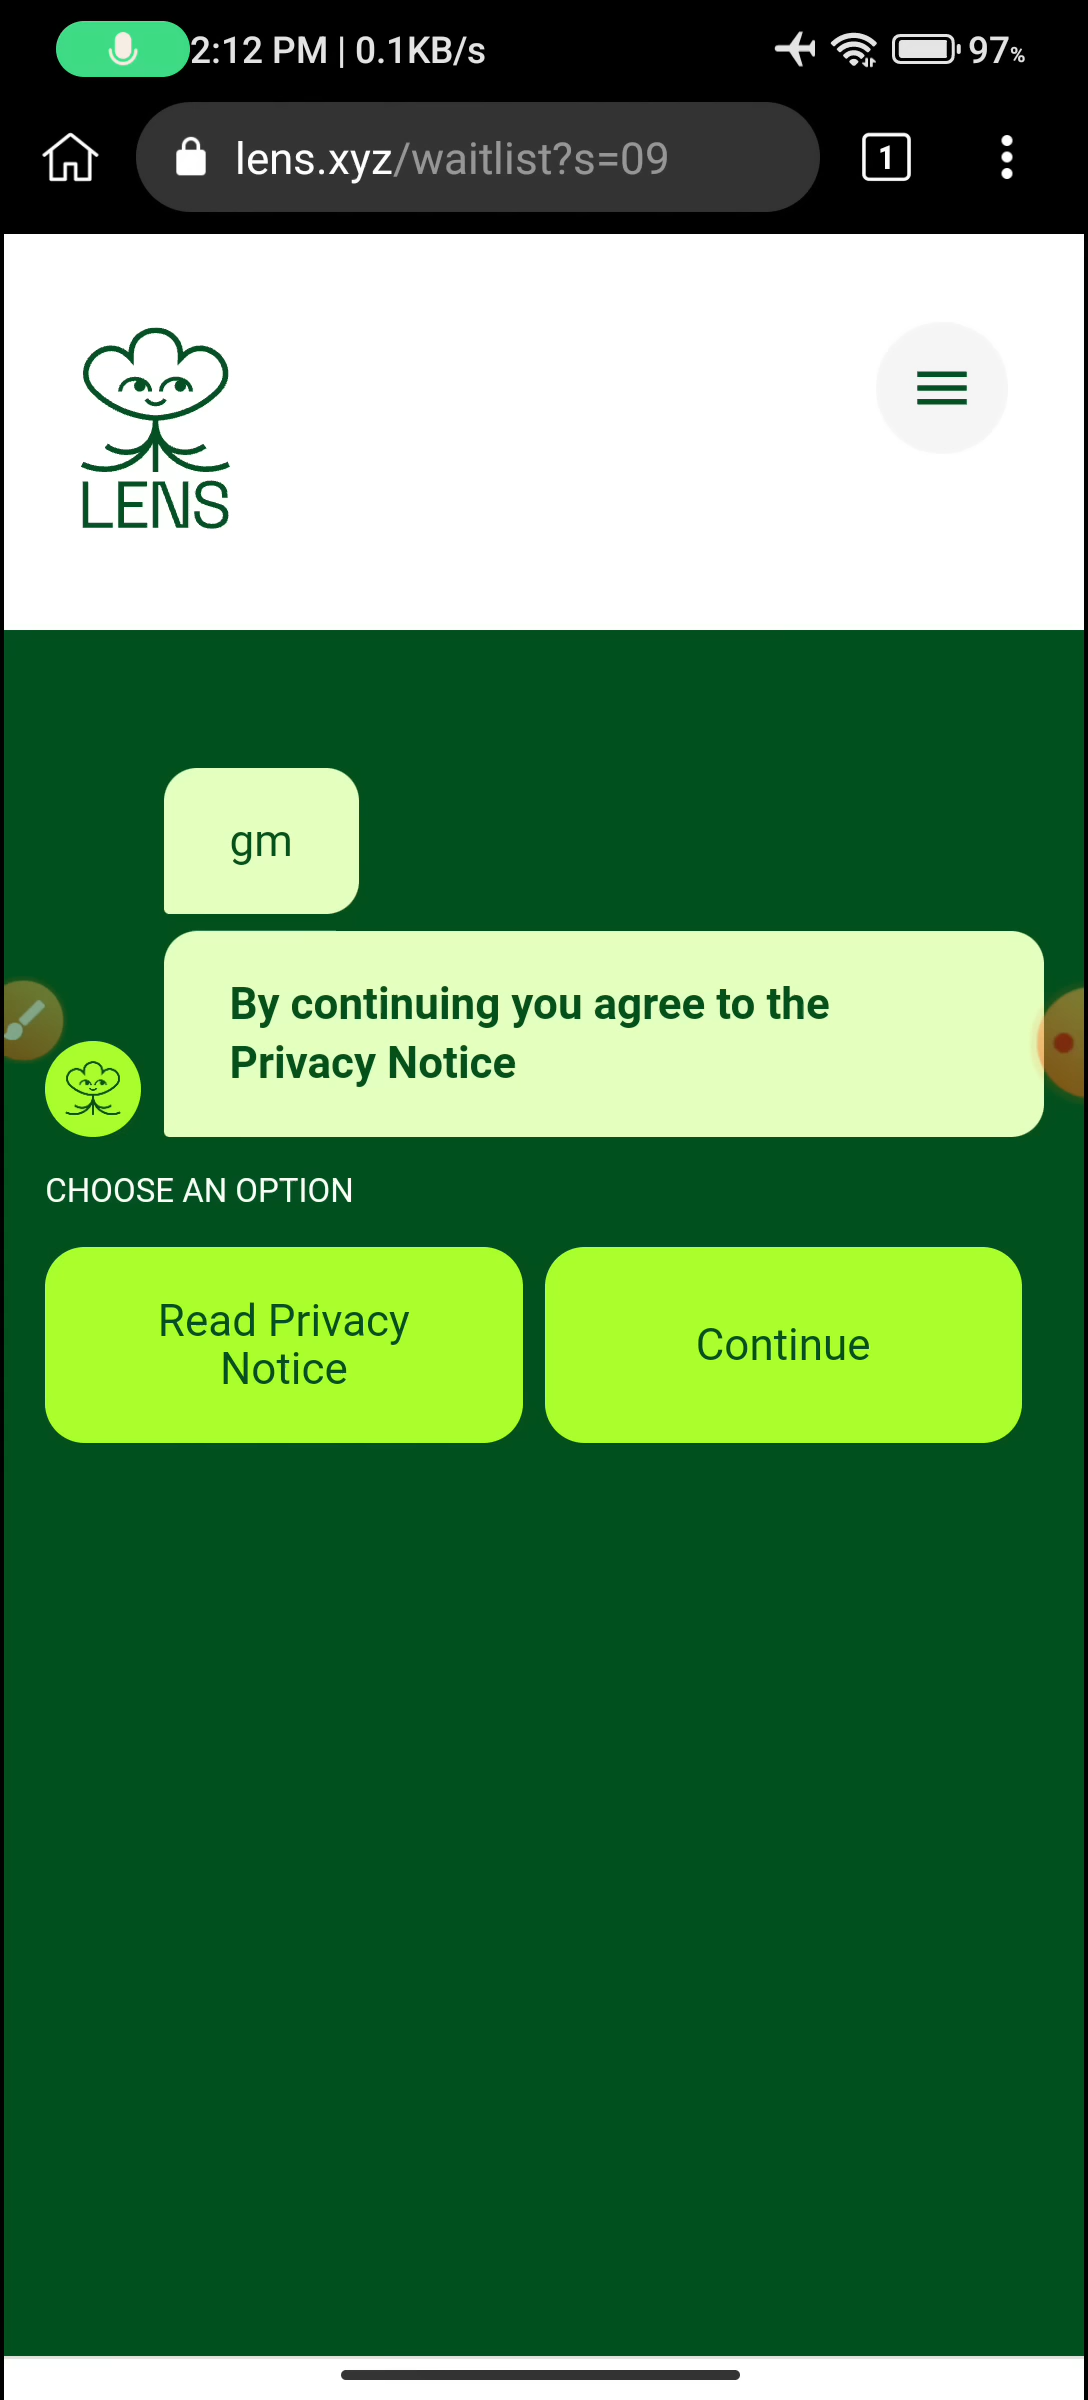 2:12 PM | 0.1KB/s
97%
lens.xyz/waitlist?s=09
1
LENS
gm
By continuing you agree to the
Privacy Notice
CHOOSE AN OPTION
Read Privacy
Notice
Continue